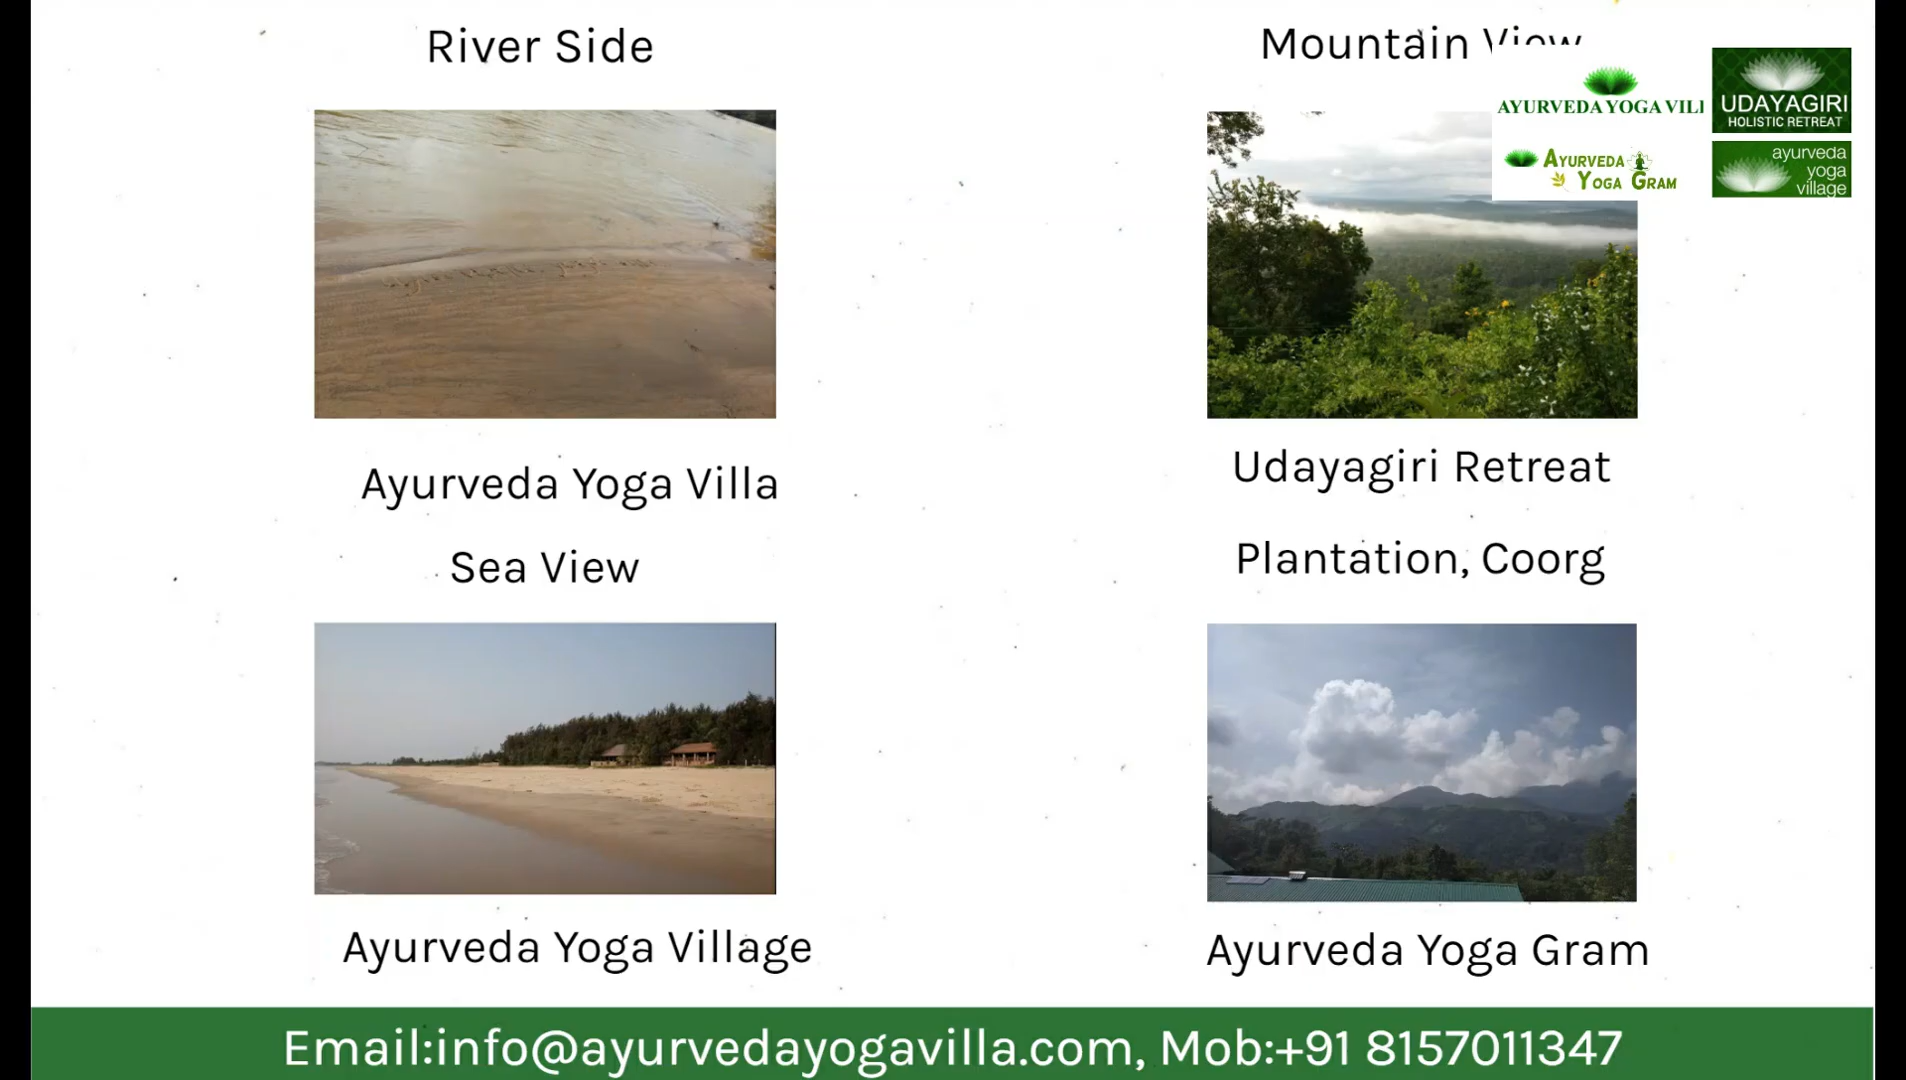 River Side
Mountain View
AYURVEDA YOGA VILL
UDAYAGIRI
HOLISTIC RETREAT
AYURVEDA
YOGA GRAM
ayurveda
yoga
village
Ayurveda Yoga Villa
Udayagiri Retreat
Sea View
Plantation, Coorg
Ayurveda Yoga Village
Ayurveda Yoga Gram
Email:info@ayurvedayogavilla.com, Mob:+91 8157011347